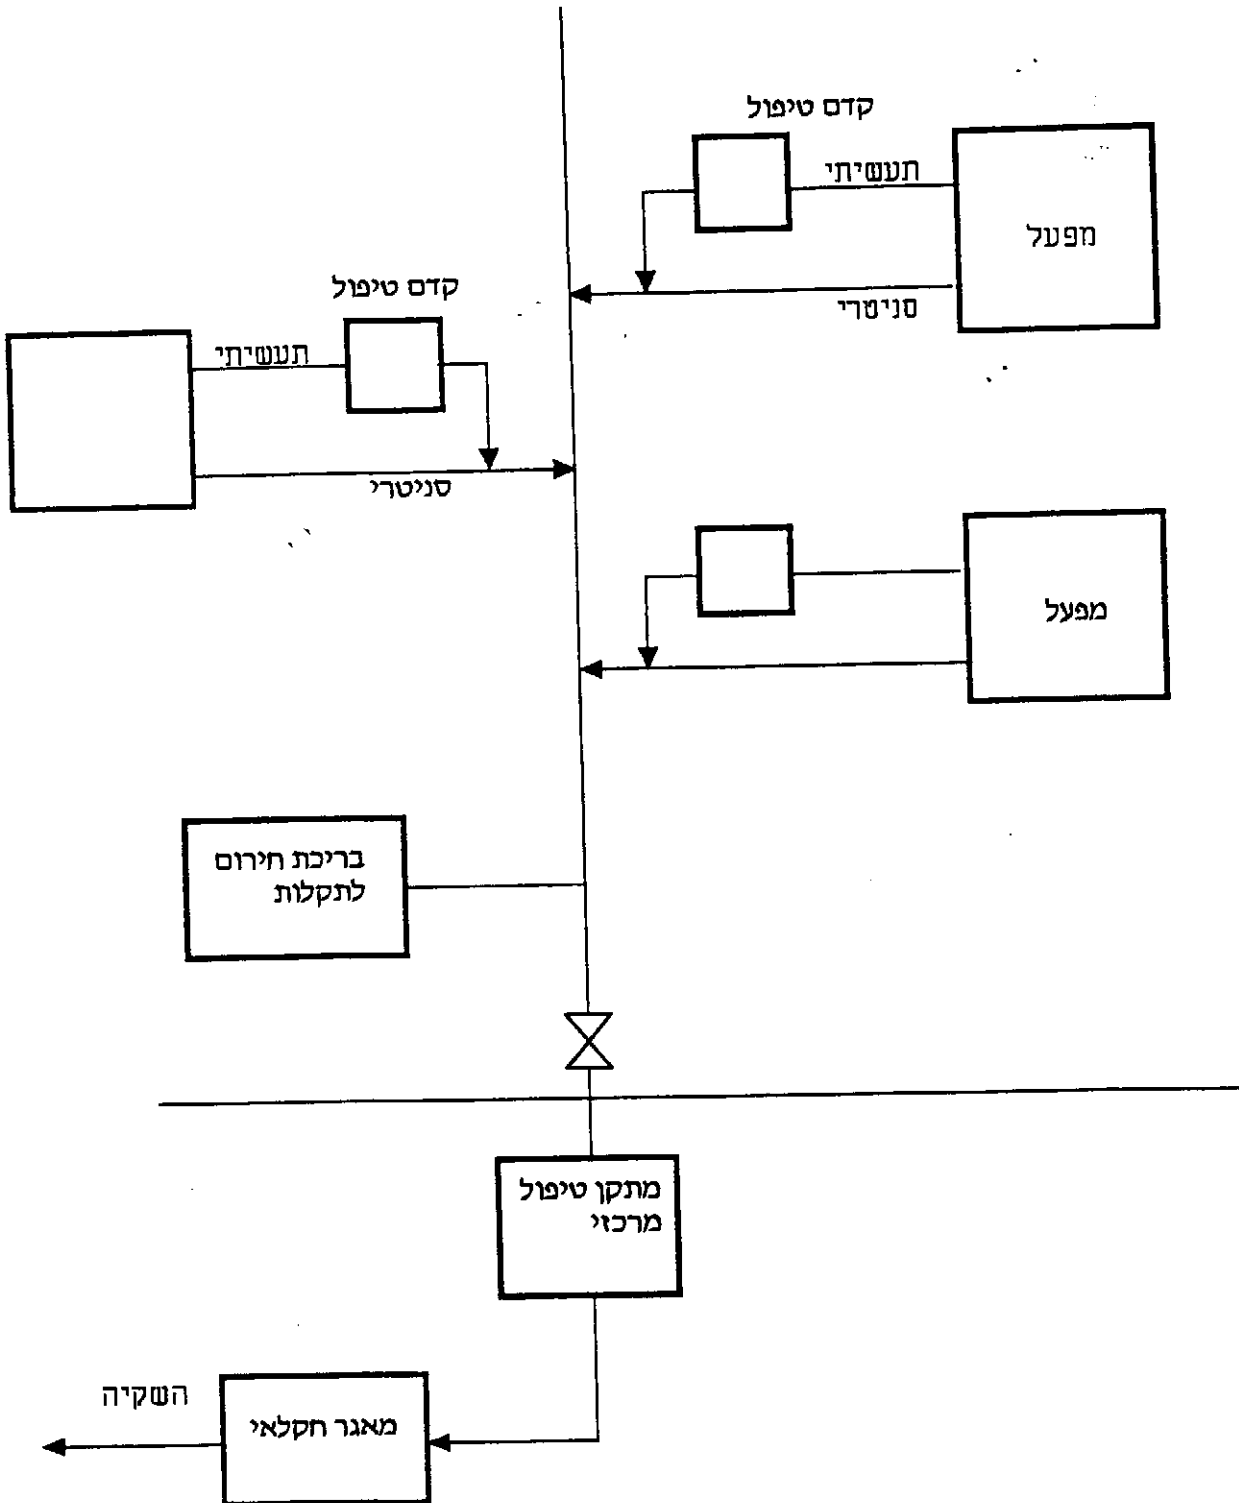 קדם טיפול
תעשיתי
מפעל
סניטרי
קדם טיפול
תעשיתי
סניטרי
מפעל
בריכת חירום
לתקלות
מתקן טיפול
מרכזי
השקיה
מאגר חקלאי